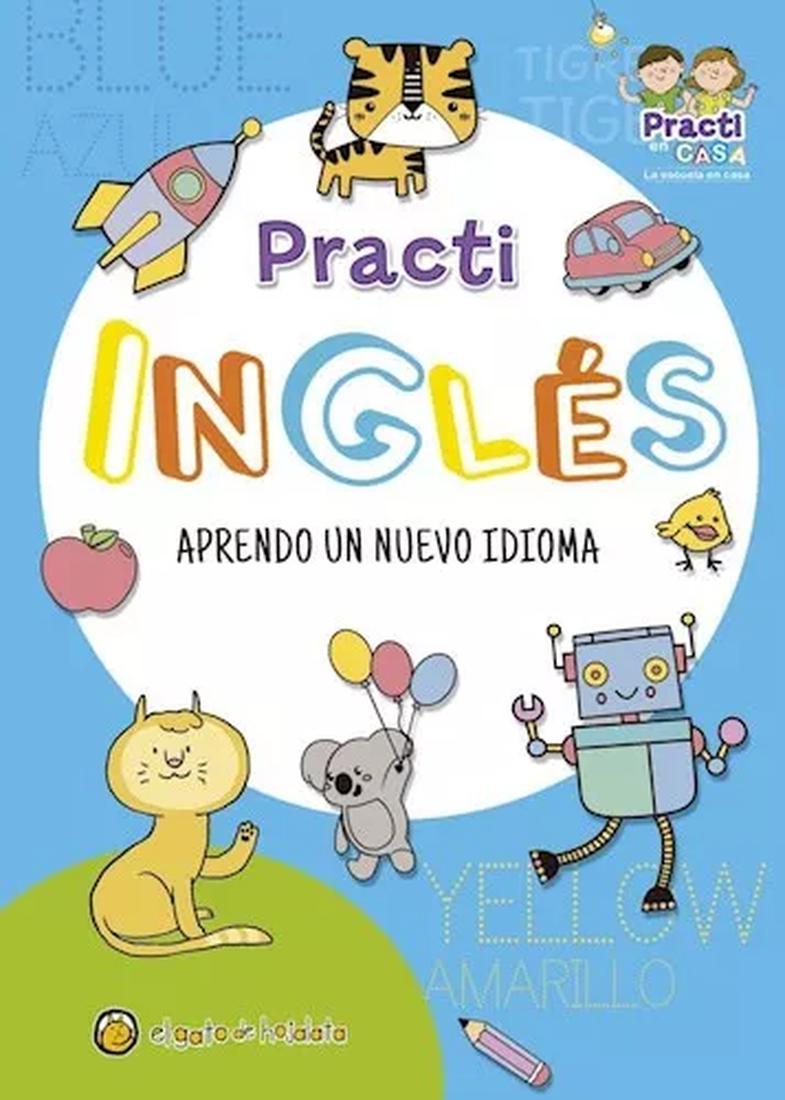 BLUE
AZUL
TIGRE
TIGE
Practi
en CASA
La escuela en casa
Practi
INGLÉS
APRENDO UN NUEVO IDIOMA
YELLOW
AMARILLO
el gato de hojalata